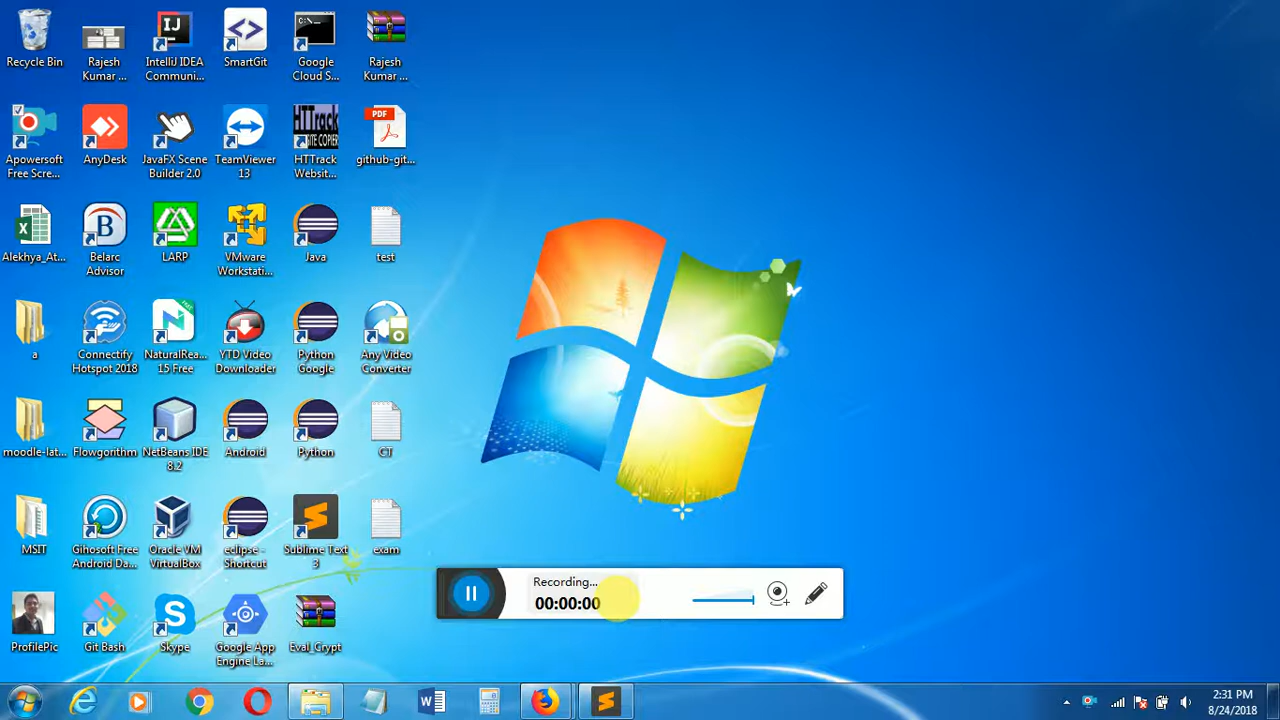 Recycle Bin
Rajesh
Kumar ...
IJ
IntelliJ IDEA
Communi...
SmartGit
C:\_
Google
Cloud S...
Rajesh
Kumar ...
Apowersoft
Free Scre...
AnyDesk
JavaFX Scene
Builder 2.0
TeamViewer
13
HTTrack
SITE COPIER
HTTrack
Websit...
PDF
github-git...
Alekhya_At...
B
Belarc
Advisor
LARP
VMware
Workstati...
Java
test
a
Connectify
Hotspot 2018
N
NaturalRea...
15 Free
YTD Video
Downloader
Python
Google
Any Video
Converter
moodle-lat...
Flowgorithm
NetBeans IDE
8.2
Android
Python
CT
MSIT
Gihosoft Free
Android Da...
Oracle VM
VirtualBox
eclipse -
Shortcut
Sublime Text
3
exam
Recording...
00:00:00
ProfilePic
Git Bash
Skype
Google App
Engine La...
Eval_Crypt
2:31 PM
8/24/2018